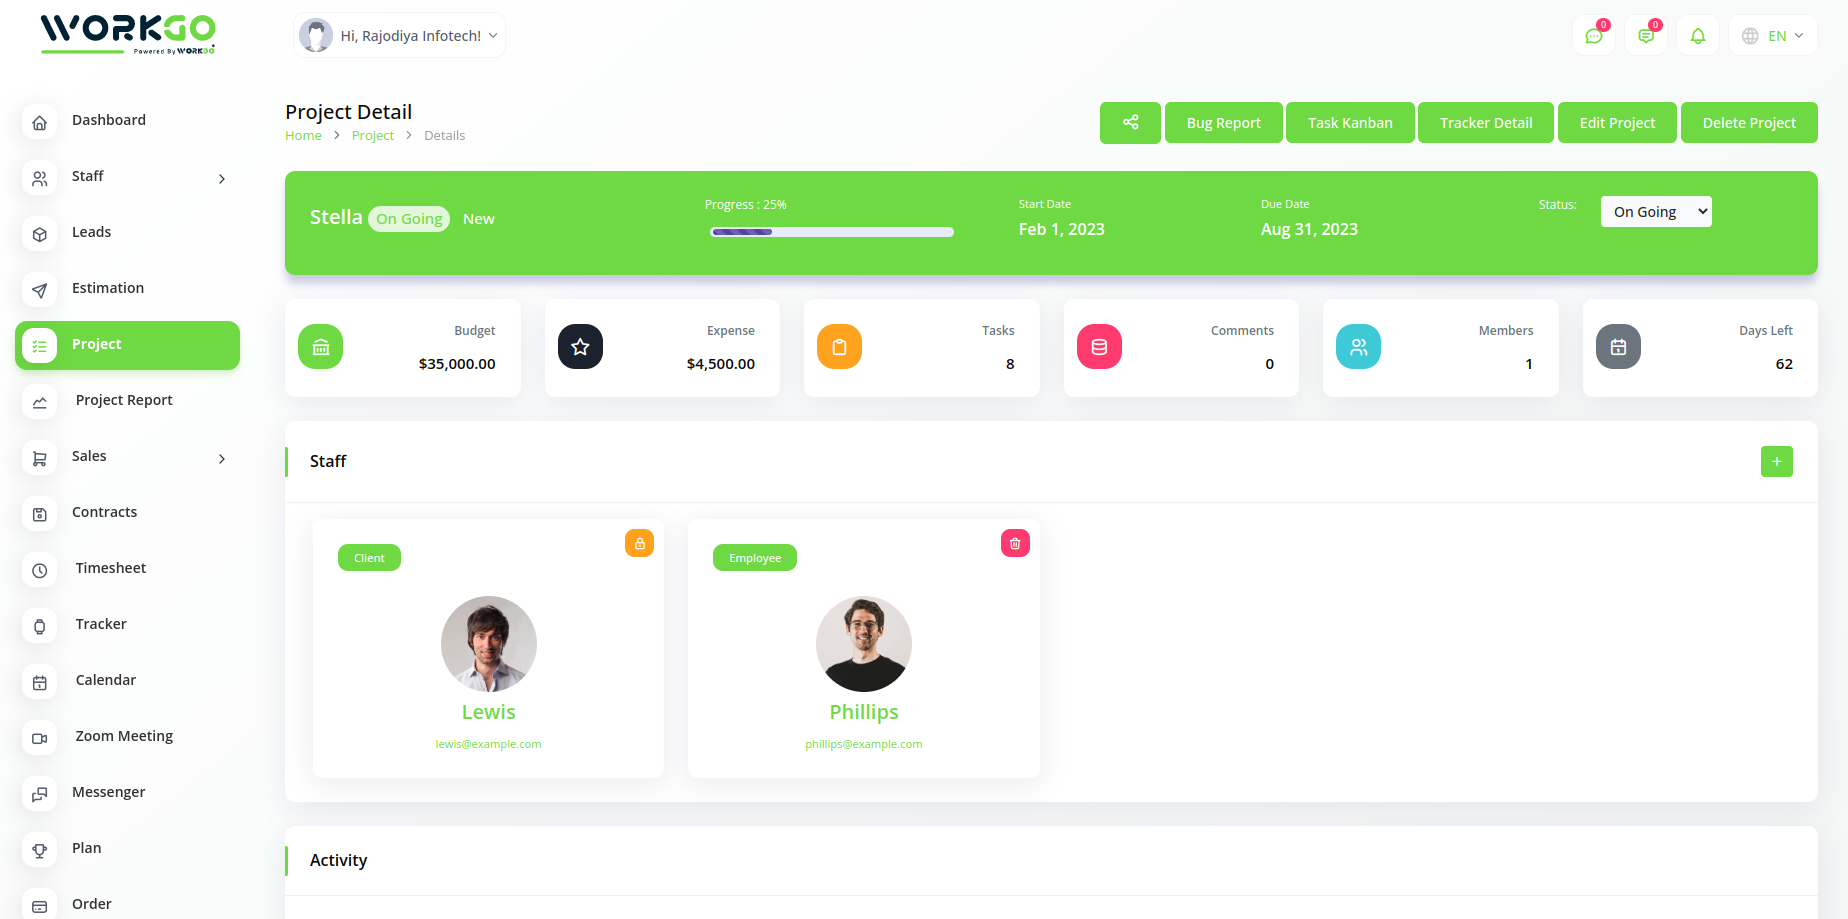 WORKGO
Powered By WORKGO
Hi, Rajodiya Infotech!
0
0
EN
Dashboard
Staff
Leads
Estimation
Project
Project Report
Sales
Contracts
Timesheet
Tracker
Calendar
Zoom Meeting
Messenger
Plan
Order
Project Detail
Home > Project > Details
Bug Report
Task Kanban
Tracker Detail
Edit Project
Delete Project
Stella On Going New
Progress : 25%
Start Date
Feb 1, 2023
Due Date
Aug 31, 2023
Status:
On Going
Budget
$35,000.00
Expense
$4,500.00
Tasks
8
Comments
0
Members
1
Days Left
62
Staff
+
Client
Lewis
lewis@example.com
Employee
Phillips
phillips@example.com
Activity